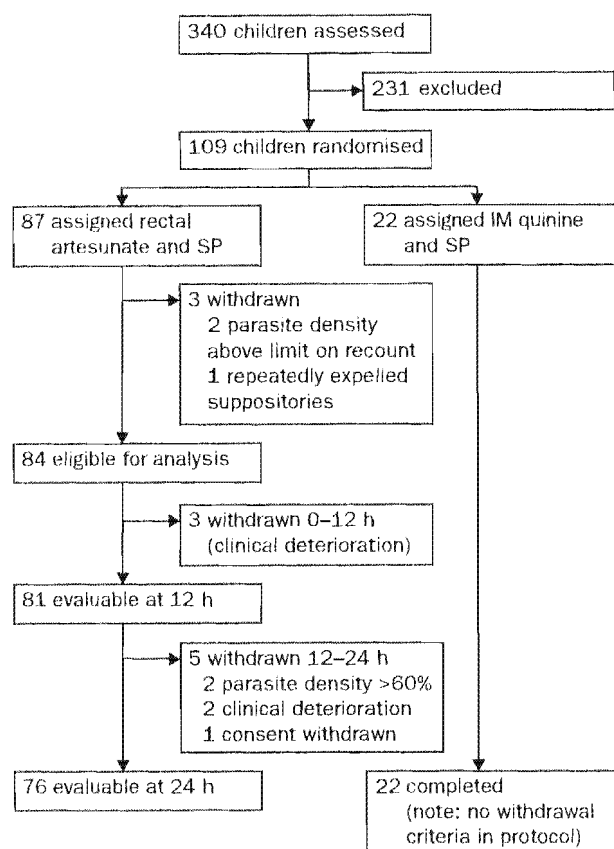 340 children assessed
231 excluded
109 children randomised
87 assigned rectal
artesunate and SP
22 assigned IM quinine
and SP
3 withdrawn
2 parasite density
above limit on recount
1 repeatedly expelled
suppositories
84 eligible for analysis
3 withdrawn 0–12 h
(clinical deterioration)
81 evaluable at 12 h
5 withdrawn 12–24 h
2 parasite density >60%
2 clinical deterioration
1 consent withdrawn
76 evaluable at 24 h
22 completed
(note: no withdrawal
criteria in protocol)